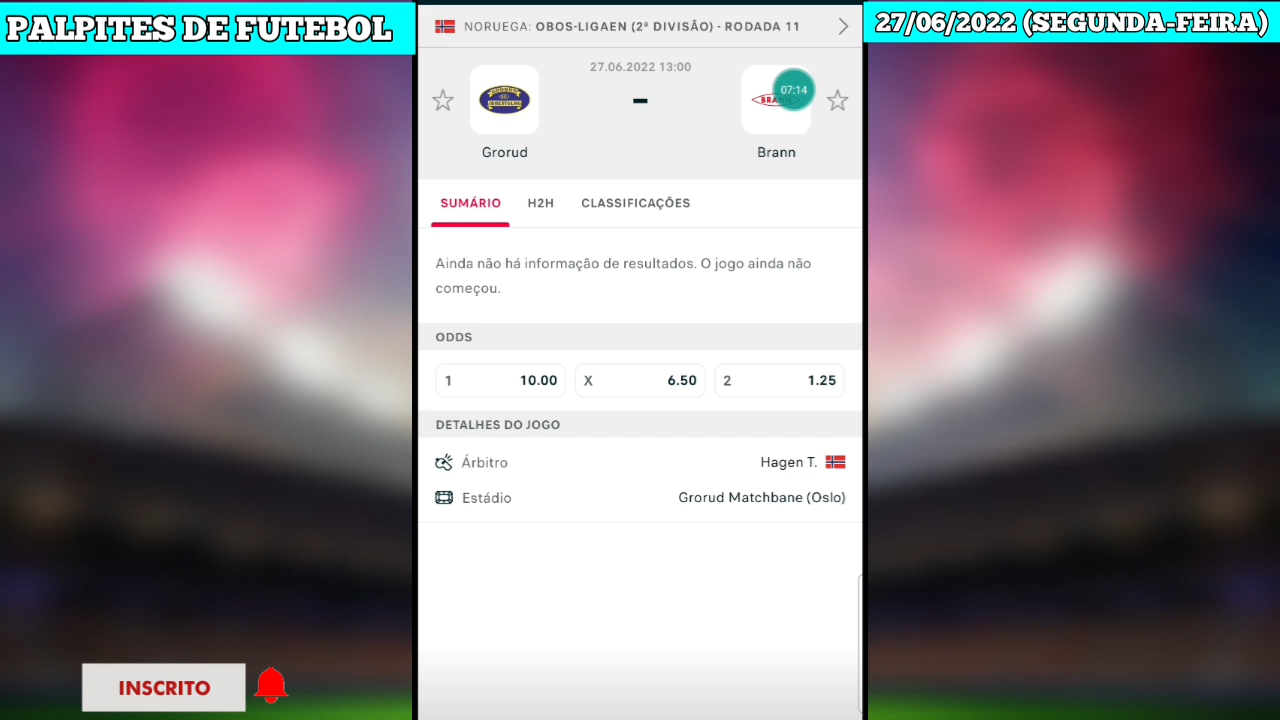 PALPITES DE FUTEBOL
27/06/2022 (SEGUNDA-FEIRA)
NORUEGA: OBOS-LIGAEN (2ª DIVISÃO) - RODADA 11
27.06.2022 13:00
-
07:14
Grorud
Brann
SUMÁRIO H2H CLASSIFICAÇÕES
Ainda não há informação de resultados. O jogo ainda não
começou.
ODDS
1 10.00 X 6.50 2 1.25
DETALHES DO JOGO
Árbitro Hagen T.
Estádio Grorud Matchbane (Oslo)
INSCRITO